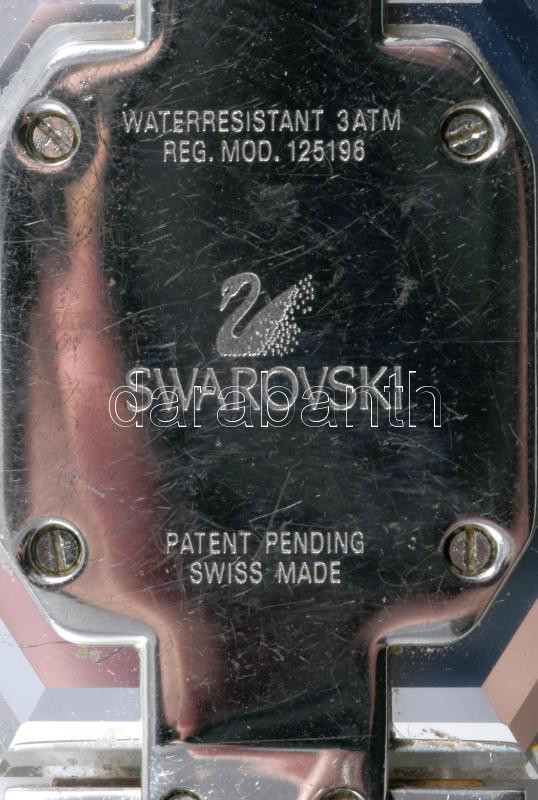 WATERRESISTANT 3ATM
REG. MOD. 125196
SWAROVSKI
darabanth
PATENT PENDING
SWISS MADE